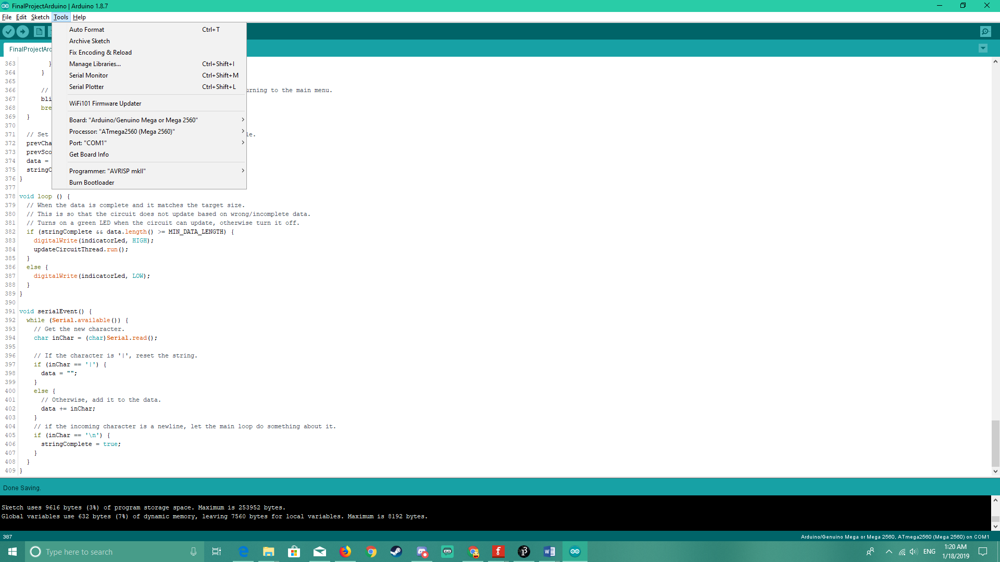 FinalProjectArduino | Arduino 1.8.7
File Edit Sketch Tools Help
Auto Format Ctrl+T
Archive Sketch
FinalProjectArd
Fix Encoding & Reload
Manage Libraries... Ctrl+Shift+I
Serial Monitor Ctrl+Shift+M
Serial Plotter Ctrl+Shift+L
WiFi101 Firmware Updater
Board: "Arduino/Genuino Mega or Mega 2560"
Processor: "ATmega2560 (Mega 2560)"
Port: "COM1"
Get Board Info
Programmer: "AVRISP mkII"
Burn Bootloader
363 }
364 }
365
366 // urning to the main menu.
367 bli
368 bre
369 }
370
371 // Set le.
372 prevCha
373 prevSco
374 data =
375 stringC
376 }
377
378 void loop () {
379 // When the data is complete and it matches the target size.
380 // This is so that the circuit does not update based on wrong/incomplete data.
381 // Turns on a green LED when the circuit can update, otherwise turn it off.
382 if (stringComplete && data.length() >= MIN_DATA_LENGTH) {
383 digitalWrite(indicatorLed, HIGH);
384 updateCircuitThread.run();
385 }
386 else {
387 digitalWrite(indicatorLed, LOW);
388 }
389 }
390
391 void serialEvent() {
392 while (Serial.available()) {
393 // Get the new character.
394 char inChar = (char)Serial.read();
395
396 // If the character is '|', reset the string.
397 if (inChar == '|') {
398 data = "";
399 }
400 else {
401 // Otherwise, add it to the data.
402 data += inChar;
403 }
404 // if the incoming character is a newline, let the main loop do something about it.
405 if (inChar == '\n') {
406 stringComplete = true;
407 }
408 }
409 }
Done Saving.
Sketch uses 9616 bytes (3%) of program storage space. Maximum is 253952 bytes.
Global variables use 632 bytes (7%) of dynamic memory, leaving 7560 bytes for local variables. Maximum is 8192 bytes.
387 Arduino/Genuino Mega or Mega 2560, ATmega2560 (Mega 2560) on COM1
Type here to search
ENG
1:20 AM
1/18/2019